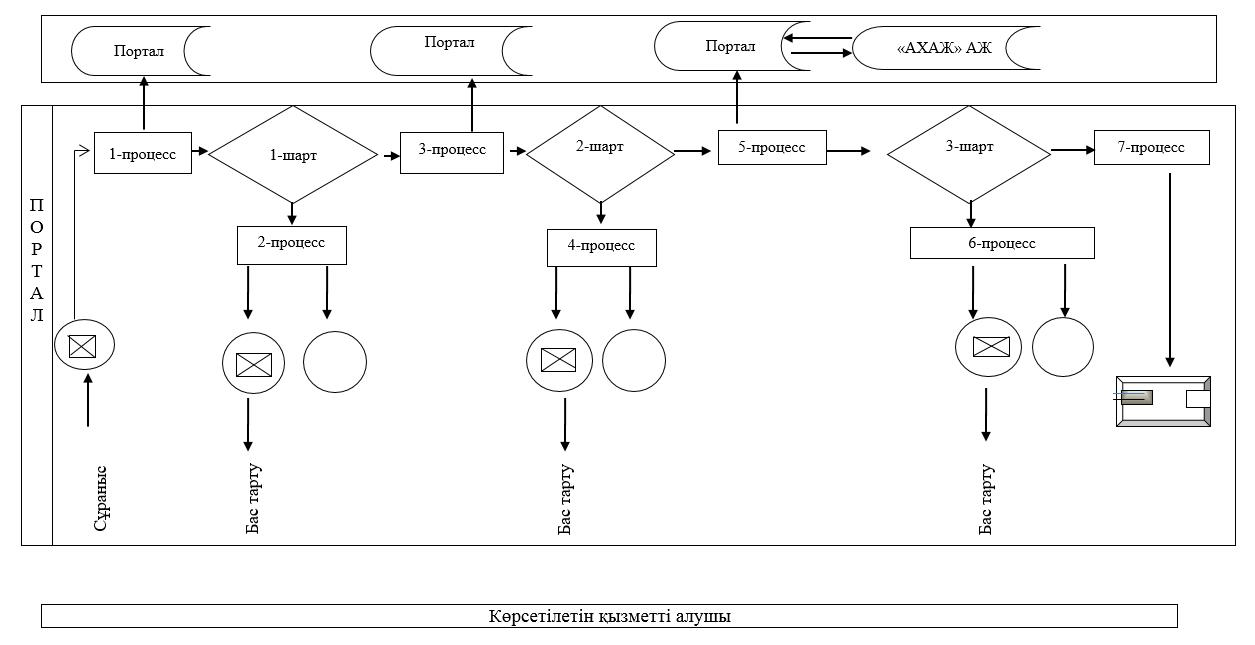 Портал
Портал
Портал
«АХАЖ» АЖ
1-процесс
1-шарт
3-процесс
2-шарт
5-процесс
3-шарт
7-процесс
ПОРТАЛ
2-процесс
4-процесс
6-процесс
Сұраныс
Бас тарту
Бас тарту
Бас тарту
Көрсетілетін қызметті алушы